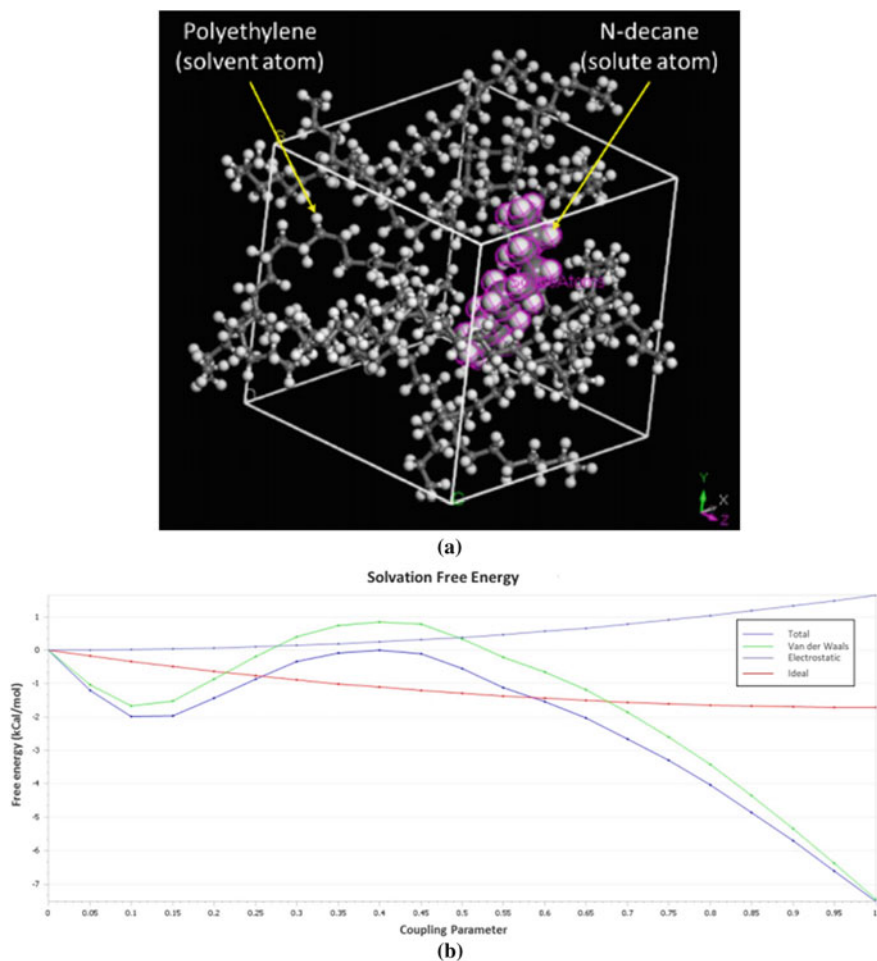 Polyethylene
(solvent atom)
N-decane
(solute atom)
Y
X
Z
(a)
Solvation Free Energy
Free energy (kCal/mol)
1
0
-1
-2
-3
-4
-5
-6
-7
Total
Van der Waals
Electrostatic
Ideal
0 0.05 0.1 0.15 0.2 0.25 0.3 0.35 0.4 0.45 0.5 0.55 0.6 0.65 0.7 0.75 0.8 0.85 0.9 0.95 1
Coupling Parameter
(b)